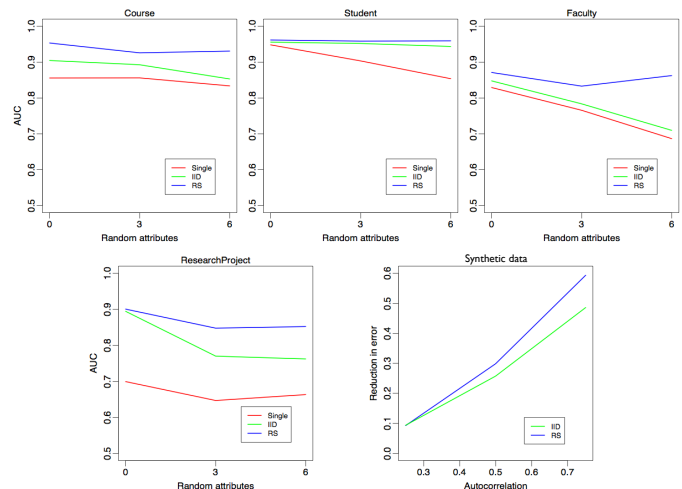 Course
1.0
0.9
0.8
0.7
0.6
0.5
AUC
0 3 6
Random attributes
Single
IID
RS
Student
1.0
0.9
0.8
0.7
0.6
0.5
0 3 6
Random attributes
Single
IID
RS
Faculty
1.0
0.9
0.8
0.7
0.6
0.5
0 3 6
Random attributes
Single
IID
RS
ResearchProject
1.0
0.9
0.8
0.7
0.6
0.5
AUC
0 3 6
Random attributes
Single
IID
RS
Synthetic data
0.6
0.5
0.4
0.3
0.2
0.1
0.0
Reduction in error
0.3 0.4 0.5 0.6 0.7
Autocorrelation
IID
RS